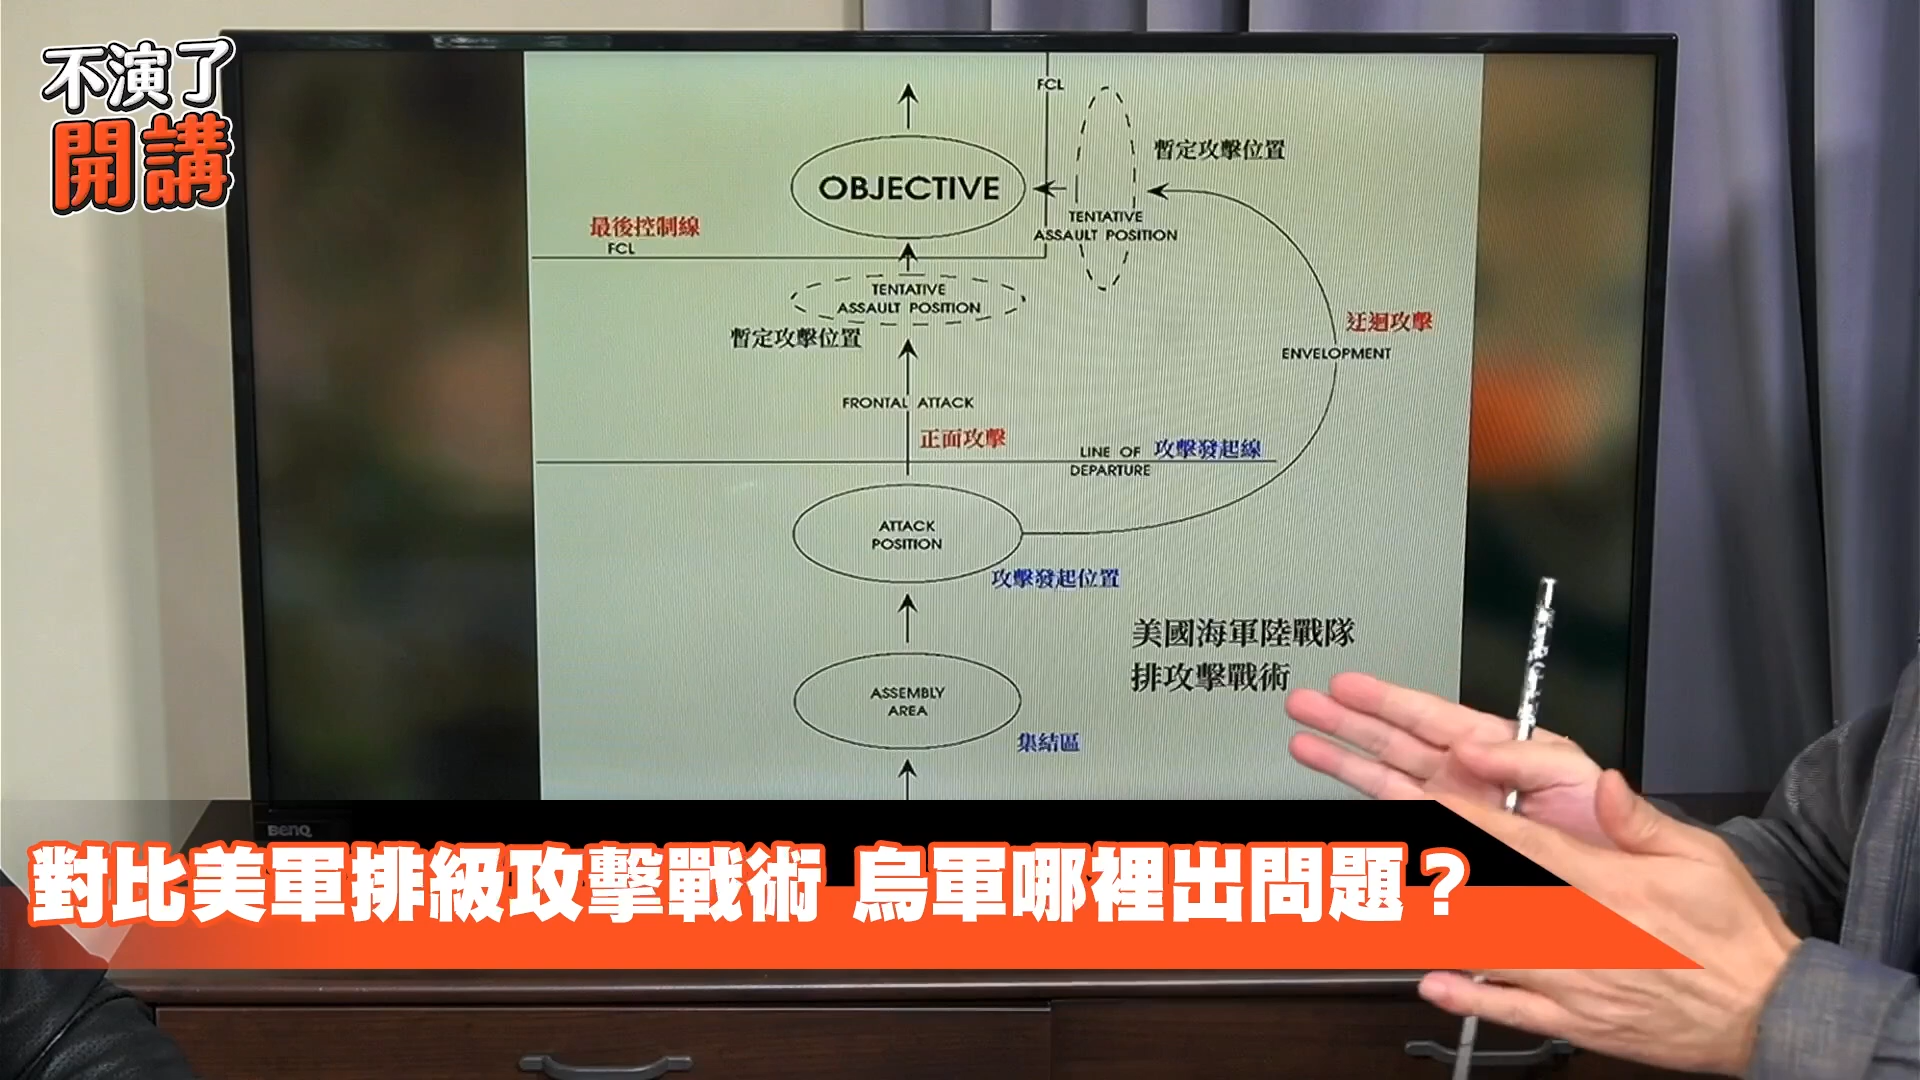 不演了
開講
FCL
暫定攻擊位置
OBJECTIVE
TENTATIVE
ASSAULT POSITION
最後控制線
FCL
TENTATIVE
ASSAULT POSITION
暫定攻擊位置
迂迴攻擊
ENVELOPMENT
FRONTAL ATTACK
正面攻擊
LINE OF
DEPARTURE
攻擊發起線
ATTACK
POSITION
攻擊發起位置
美國海軍陸戰隊
排攻擊戰術
ASSEMBLY
AREA
集結區
BenQ
對比美軍排級攻擊戰術 烏軍哪裡出問題？